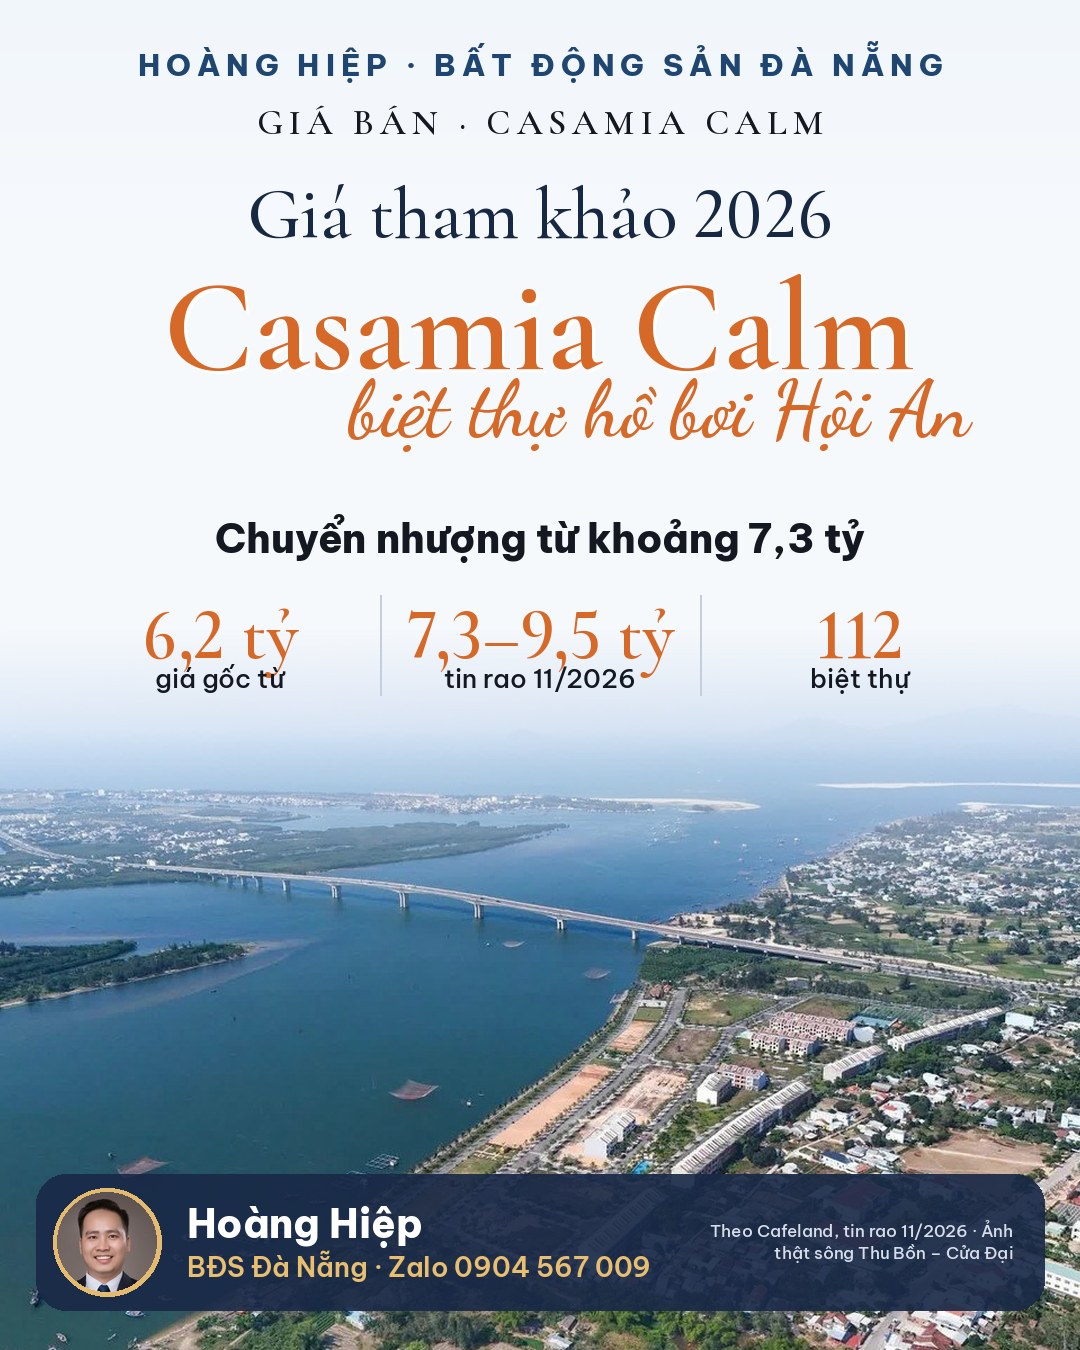 HOÀNG HIỆP · BẤT ĐỘNG SẢN ĐÀ NẴNG
GIÁ BÁN · CASAMIA CALM
Giá tham khảo 2026
Casamia Calm
biệt thự hồ bơi Hội An
Chuyển nhượng từ khoảng 7,3 tỷ
6,2 tỷ
giá gốc từ
7,3–9,5 tỷ
tin rao 11/2026
112
biệt thự
Hoàng Hiệp
BĐS Đà Nẵng · Zalo 0904 567 009
Theo Cafeland, tin rao 11/2026 · Ảnh
thật sông Thu Bồn – Cửa Đại